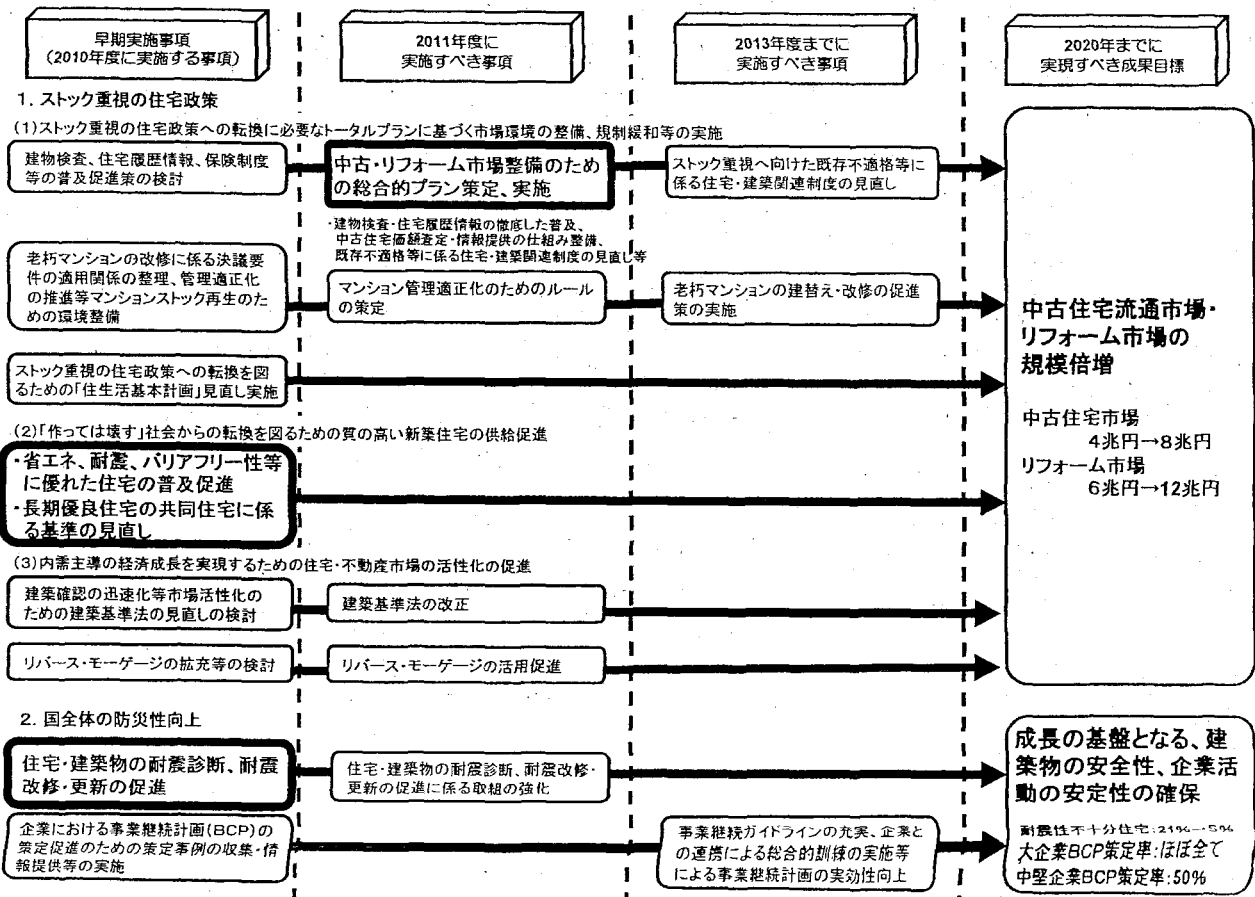 早期実施事項
(2010年度に実施する事項)
2011年度に
実施すべき事項
2013年度までに
実施すべき事項
2020年までに
実現すべき成果目標
1. ストック重視の住宅政策
(1)ストック重視の住宅政策への転換に必要なトータルプランに基づく市場環境の整備、規制緩和等の実施
建物検査、住宅履歴情報、保険制度
等の普及促進策の検討
中古・リフォーム市場整備のため
の総合的プラン策定、実施
ストック重視へ向けた既存不適格等に
係る住宅・建築関連制度の見直し
・建物検査・住宅履歴情報の徹底した普及、
中古住宅価額査定・情報提供の仕組み整備、
既存不適格等に係る住宅・建築関連制度の見直し等
老朽マンションの改修に係る決議要
件の適用関係の整理、管理適正化
の推進等マンションストック再生のた
めの環境整備
マンション管理適正化のためのルール
の策定
老朽マンションの建替え・改修の促進
策の実施
ストック重視の住宅政策への転換を図
るための「住生活基本計画」見直し実施
中古住宅流通市場・
リフォーム市場の
規模倍増
中古住宅市場
4兆円→8兆円
リフォーム市場
6兆円→12兆円
(2)「作っては壊す」社会からの転換を図るための質の高い新築住宅の供給促進
・省エネ、耐震、バリアフリー性等
に優れた住宅の普及促進
・長期優良住宅の共同住宅に係
る基準の見直し
(3)内需主導の経済成長を実現するための住宅・不動産市場の活性化の促進
建築確認の迅速化等市場活性化の
ための建築基準法の見直しの検討
建築基準法の改正
リバース・モーゲージの拡充等の検討
リバース・モーゲージの活用促進
2. 国全体の防災性向上
住宅・建築物の耐震診断、耐震
改修・更新の促進
住宅・建築物の耐震診断、耐震改修・
更新の促進に係る取組の強化
企業における事業継続計画(BCP)の
策定促進のための策定事例の収集・情
報提供等の実施
事業継続ガイドラインの充実、企業と
の連携による総合的訓練の実施等
による事業継続計画の実効性向上
成長の基盤となる、建
築物の安全性、企業活
動の安定性の確保
耐震性不十分住宅:21%→5%
大企業BCP策定率:ほぼ全て
中堅企業BCP策定率:50%